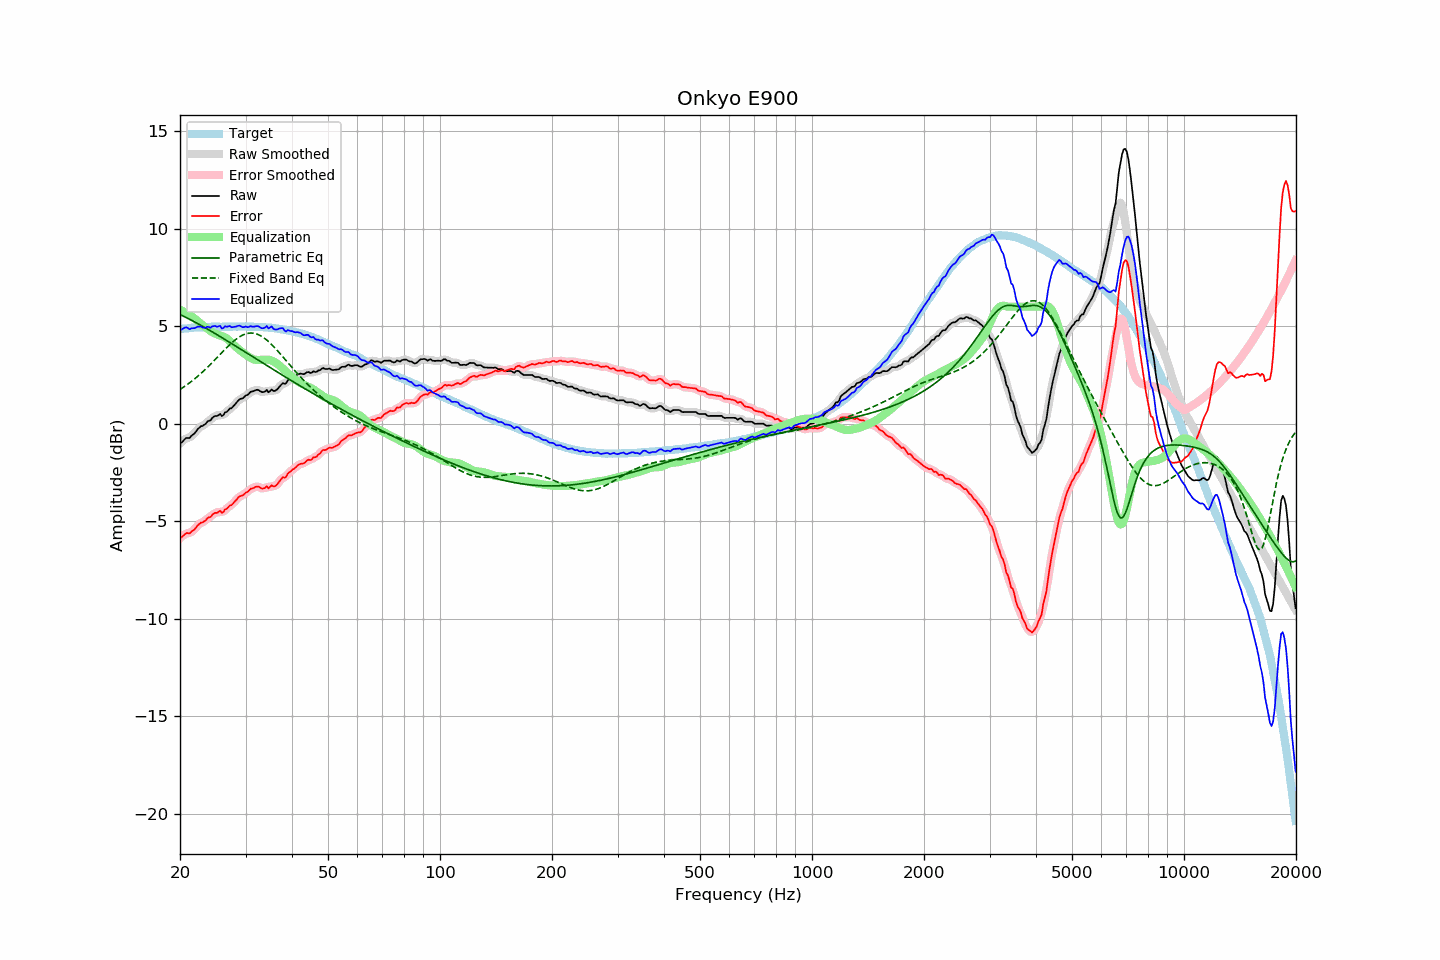 Onkyo E900
Target
Raw Smoothed
Error Smoothed
Raw
Error
Equalization
Parametric Eq
Fixed Band Eq
Equalized
15
10
5
0
−5
−10
−15
−20
Amplitude (dBr)
20 50 100 200 500 1000 2000 5000 10000 20000
Frequency (Hz)